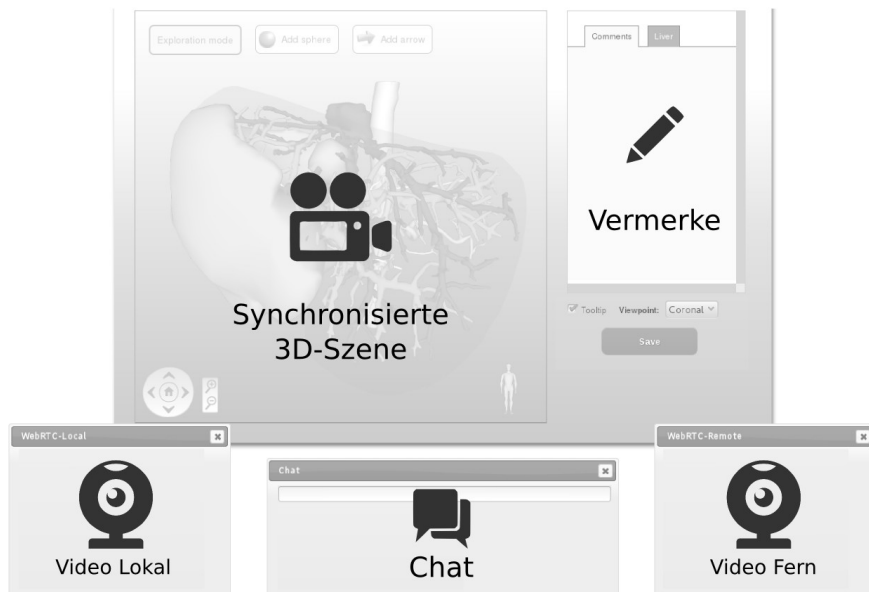 Exploration mode
Add sphere
Add arrow
Comments
Liver
Vermerke
Synchronisierte
3D-Szene
Tooltip
Viewpoint:
Coronal
Save
WebRTC-Local
Video Lokal
Chat
Chat
WebRTC-Remote
Video Fern